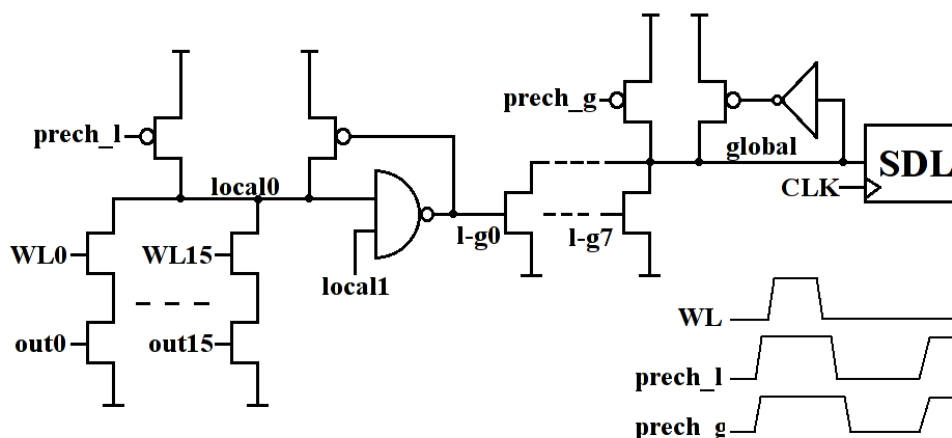 prech_g
global
SDL
CLK
prech_l
local0
WL0
WL15
l-g0
l-g7
local1
out0
out15
WL
prech_l
prech_g